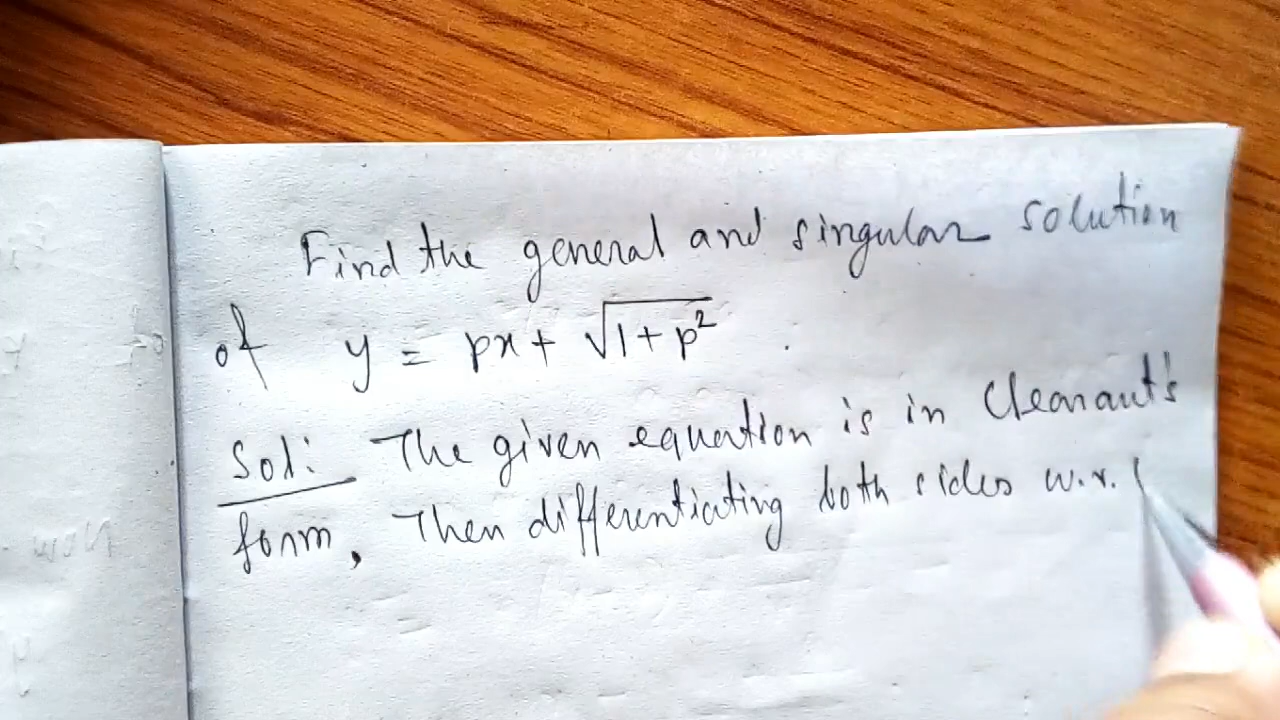 Find the general and singular solution
of y = px + √1+p²
Sol: The given equation is in Clearaut's
form, Then differentiating both sides w.r.